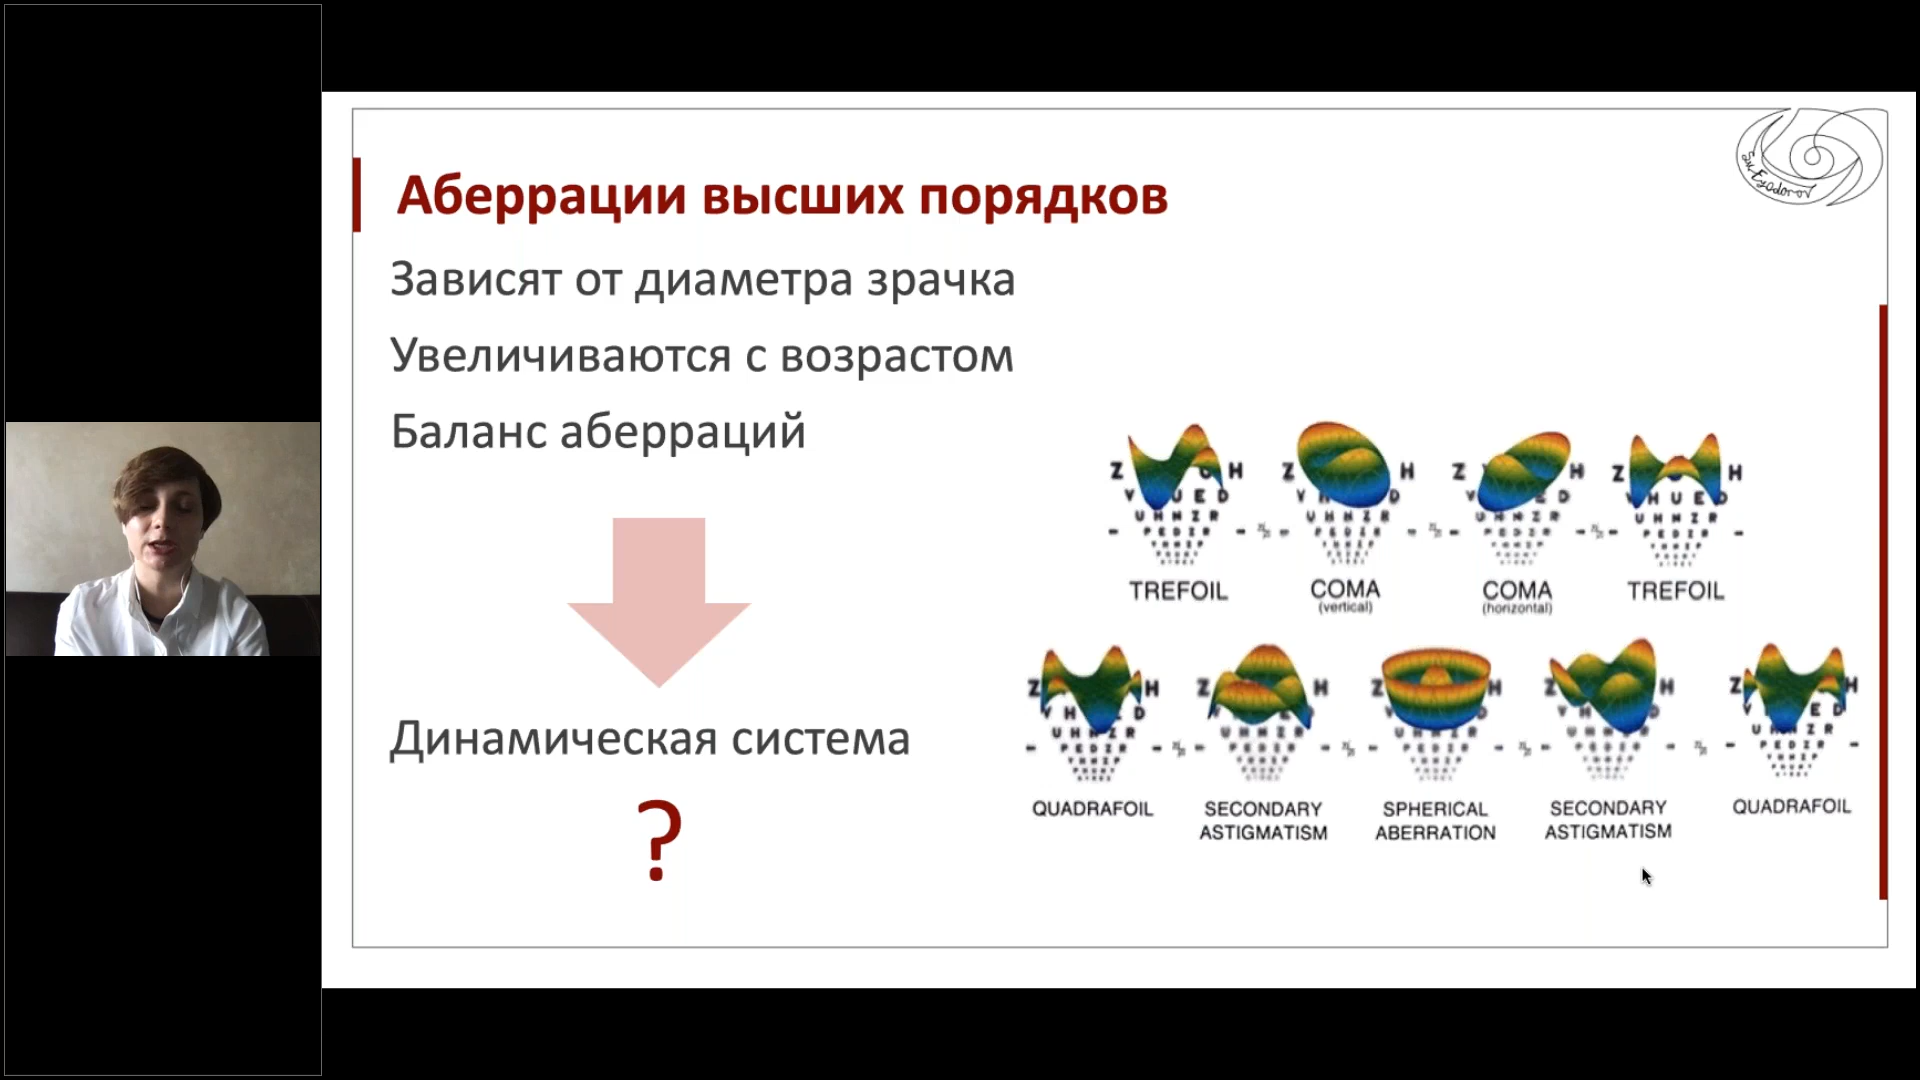 Аберрации высших порядков
Зависят от диаметра зрачка
Увеличиваются с возрастом
Баланс аберраций
Динамическая система
?
Z H
Z H
Z H
Z H
TREFOIL
COMA
(vertical)
COMA
(horizontal)
TREFOIL
Z H
Z H
Z H
Z H
Z H
QUADRAFOIL
SECONDARY
ASTIGMATISM
SPHERICAL
ABERRATION
SECONDARY
ASTIGMATISM
QUADRAFOIL